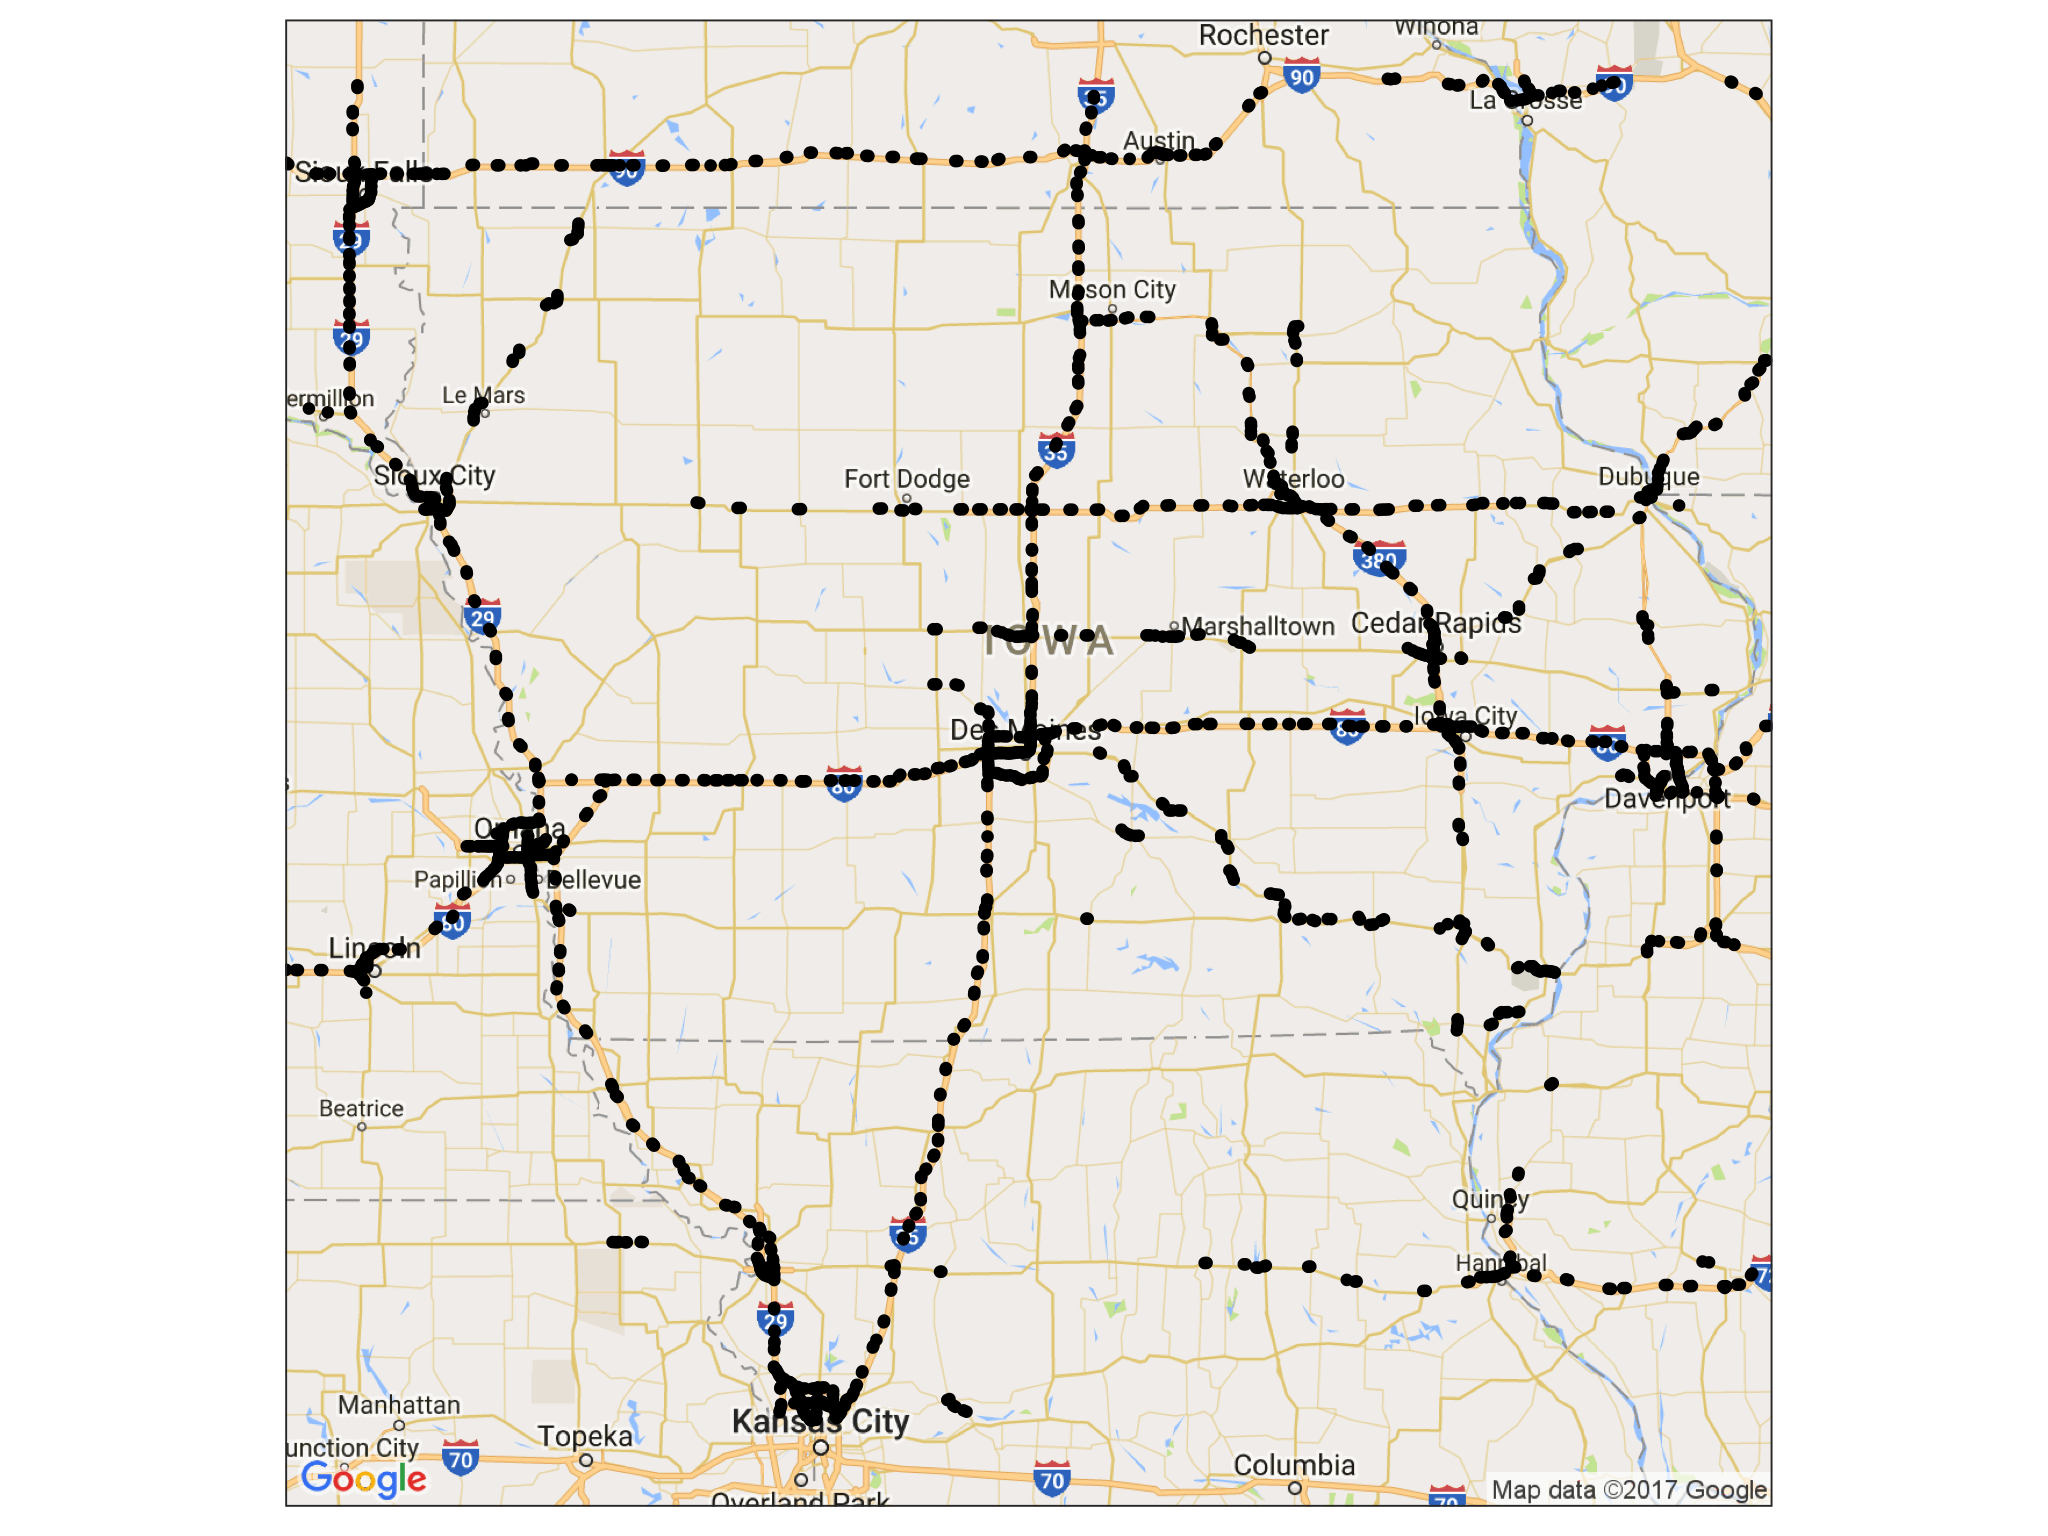 Rochester
Winona
90
35
90
La Crosse
Austin
Sioux Falls
90
29
Mason City
29
ermillion
Le Mars
35
Sioux City
Fort Dodge
Waterloo
Dubuque
380
29
IOWA
Marshalltown
Cedar Rapids
Des Moines
80
Iowa City
80
80
Davenport
Omaha
Papillion
Bellevue
80
Lincoln
Beatrice
Quincy
35
Hannibal
72
29
Manhattan
Kansas City
Topeka
unction City
70
70
Columbia
Google
70
Map data ©2017 Google
Overland Park